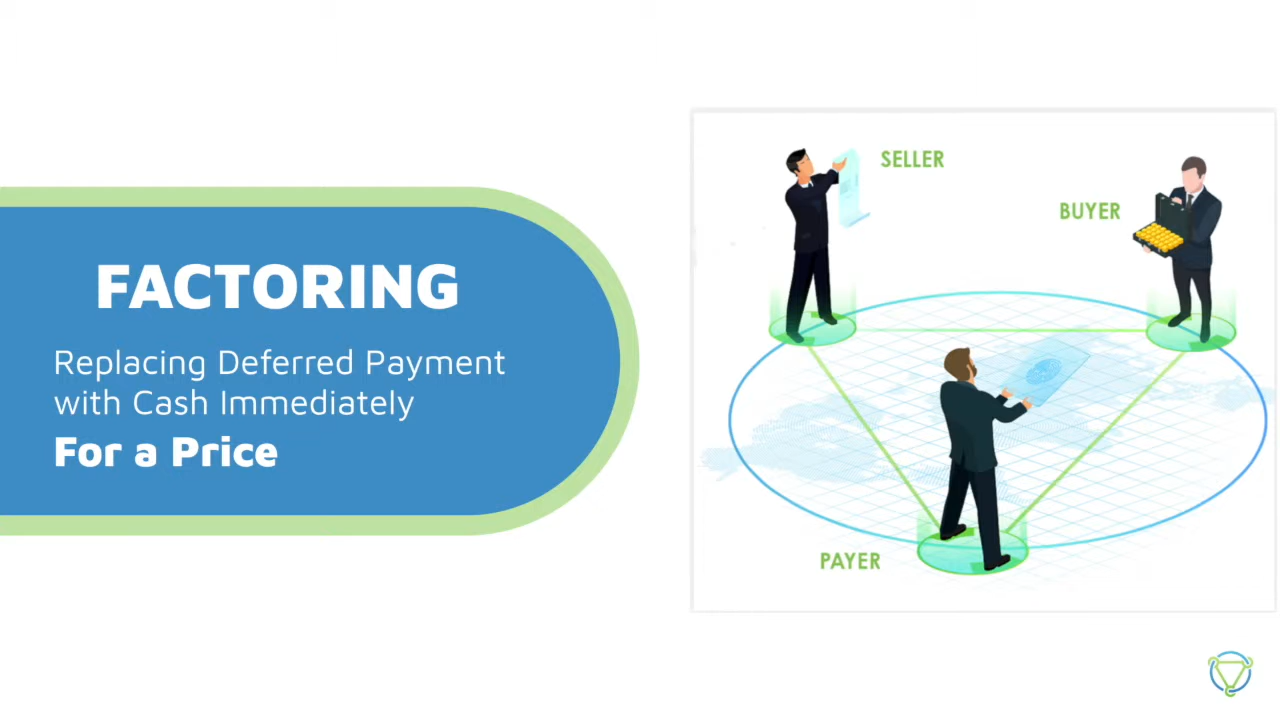 FACTORING
Replacing Deferred Payment
with Cash Immediately
For a Price
SELLER
BUYER
PAYER